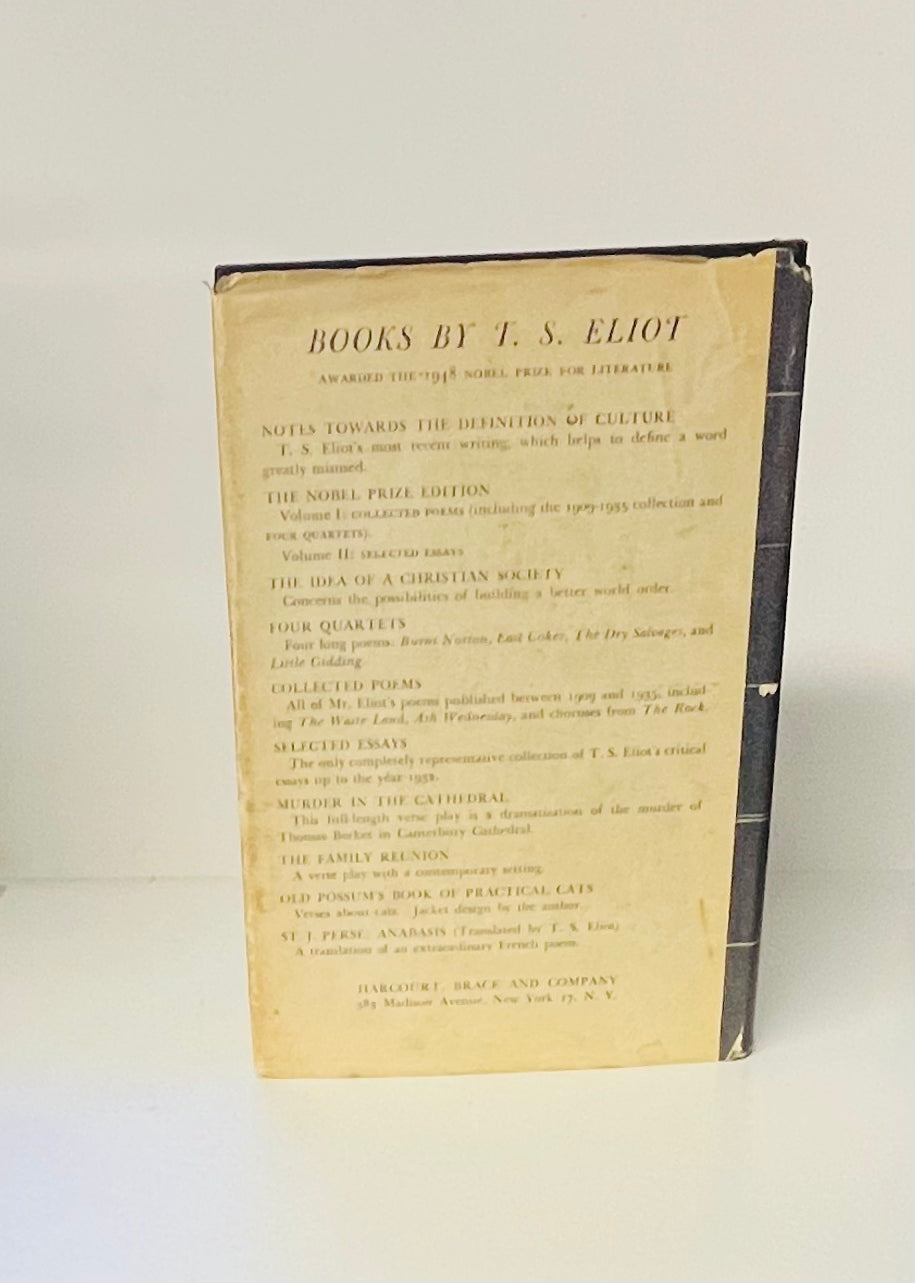 BOOKS BY T. S. ELIOT
AWARDED THE 1948 NOBEL PRIZE FOR LITERATURE
NOTES TOWARDS THE DEFINITION OF CULTURE
T. S. Eliot's most recent writing, which helps to define a word
greatly misused.
THE NOBEL PRIZE EDITION
Volume I: COLLECTED POEMS (including the 1909-1935 collection and
FOUR QUARTETS).
Volume II: SELECTED ESSAYS
THE IDEA OF A CHRISTIAN SOCIETY
Concerns the possibilities of building a better world order.
FOUR QUARTETS
Four long poems: Burnt Norton, East Coker, The Dry Salvages, and
Little Gidding.
COLLECTED POEMS
All of Mr. Eliot's poems published between 1909 and 1935, includ-
ing The Waste Land, Ash Wednesday, and choruses from The Rock.
SELECTED ESSAYS
The only completely representative collection of T. S. Eliot's critical
essays up to the year 1932.
MURDER IN THE CATHEDRAL
This full-length verse play is a dramatization of the murder of
Thomas Becket in Canterbury Cathedral.
THE FAMILY REUNION
A verse play with a contemporary setting.
OLD POSSUM'S BOOK OF PRACTICAL CATS
Verses about cats. Jacket design by the author.
ST. J. PERSE: ANABASIS (Translated by T. S. Eliot)
A translation of an extraordinary French poem.
HARCOURT, BRACE AND COMPANY
383 Madison Avenue, New York 17, N. Y.